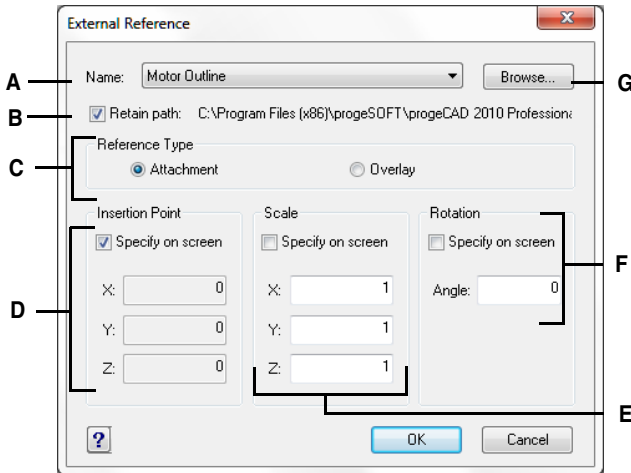 External Reference
A Name: Motor Outline Browse... G
B Retain path: C:\Program Files (x86)\progeSOFT\progeCAD 2010 Professiona
Reference Type
C Attachment Overlay
Insertion Point Scale Rotation
Specify on screen Specify on screen Specify on screen
F
X: 0 X: 1 Angle: 0
D Y: 0 Y: 1
Z: 0 Z: 1
E
? OK Cancel